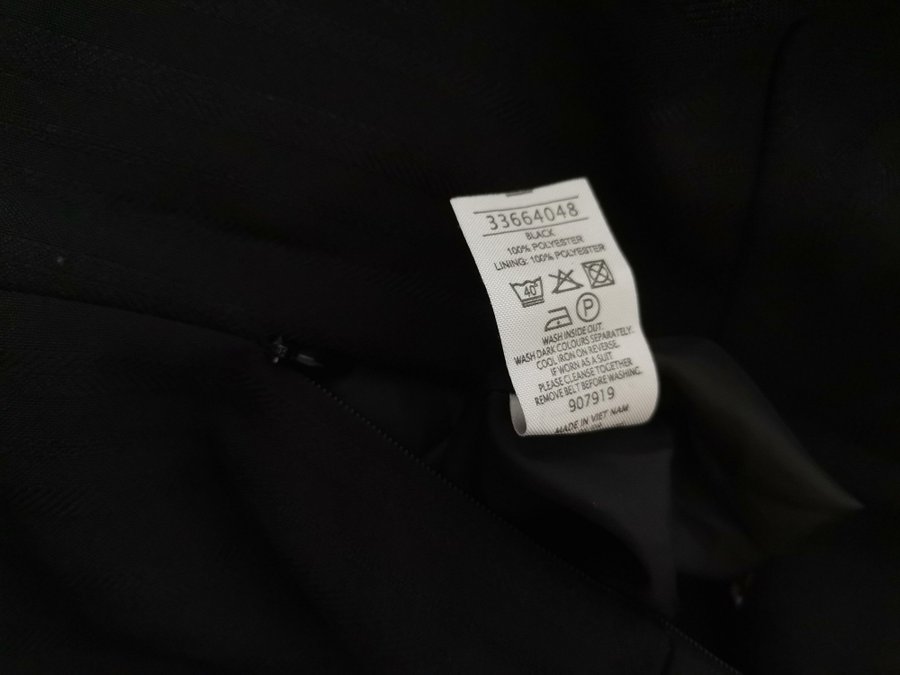 33664048
BLACK
100% POLYESTER
LINING: 100% POLYESTER
40°
P
WASH INSIDE OUT.
WASH DARK COLOURS SEPARATELY.
COOL IRON ON REVERSE.
IF WORN AS A SUIT
PLEASE CLEANSE TOGETHER
REMOVE BELT BEFORE WASHING.
907919
MADE IN VIET NAM